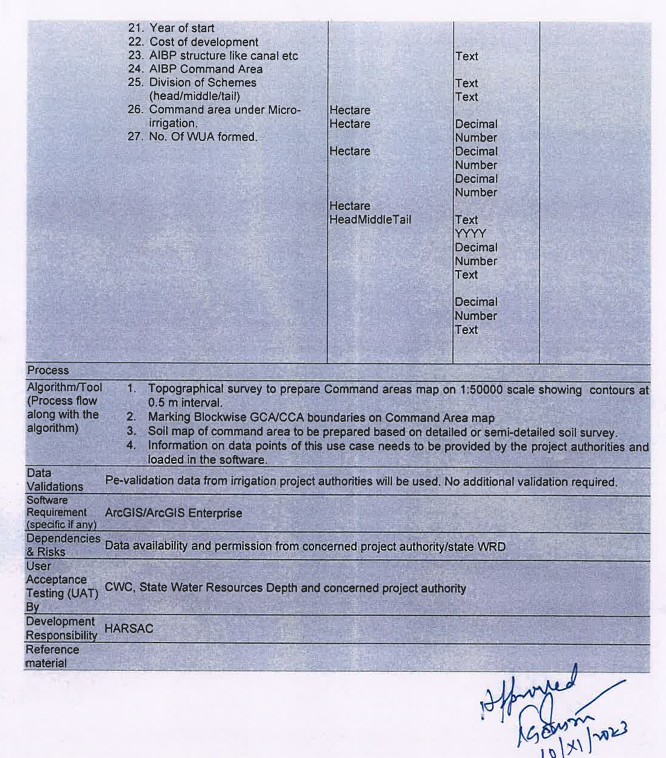 21. Year of start
22. Cost of development
23. AIBP structure like canal etc
24. AIBP Command Area
25. Division of Schemes
(head/middle/tail)
26. Command area under Micro-
irrigation.
27. No. Of WUA formed.
Hectare
Hectare
Hectare
Hectare
HeadMiddleTail
Text
Text
Text
Decimal
Number
Decimal
Number
Decimal
Number
Text
YYYY
Decimal
Number
Text
Decimal
Number
Text
Process
Algorithm/Tool
(Process flow
along with the
algorithm)
1. Topographical survey to prepare Command areas map on 1:50000 scale showing contours at
0.5 m interval.
2. Marking Blockwise GCA/CCA boundaries on Command Area map
3. Soil map of command area to be prepared based on detailed or semi-detailed soil survey.
4. Information on data points of this use case needs to be provided by the project authorities and
loaded in the software.
Data
Validations
Pe-validation data from irrigation project authorities will be used. No additional validation required.
Software
Requirement
(specific if any)
ArcGIS/ArcGIS Enterprise
Dependencies
& Risks
Data availability and permission from concerned project authority/state WRD
User
Acceptance
Testing (UAT)
By
CWC, State Water Resources Depth and concerned project authority
Development
Responsibility
HARSAC
Reference
material
Approved
10/XI/2023